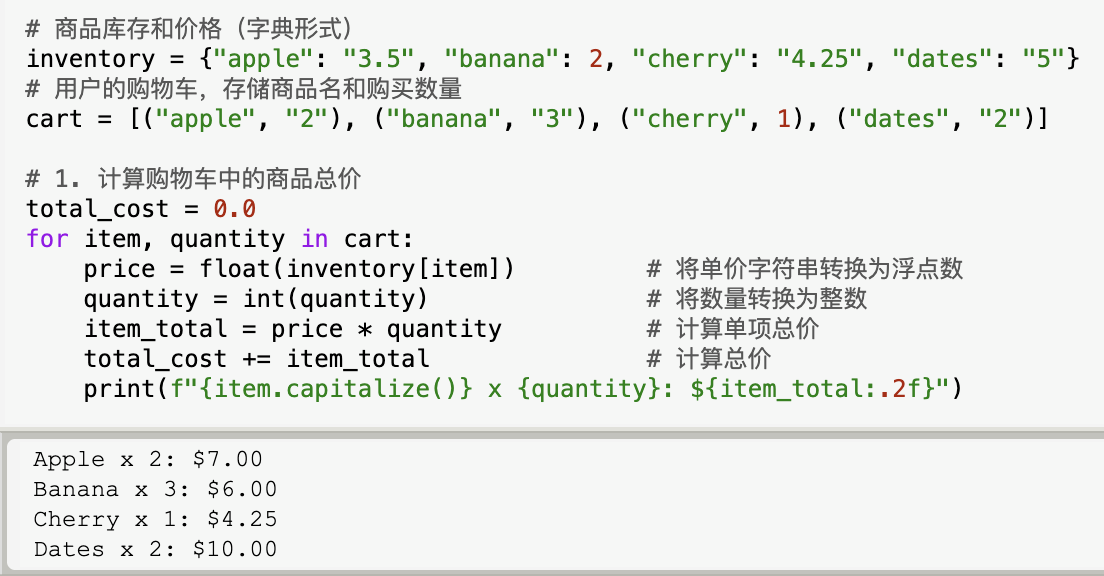 # 商品库存和价格（字典形式）
inventory = {"apple": "3.5", "banana": 2, "cherry": "4.25", "dates": "5"}
# 用户的购物车，存储商品名和购买数量
cart = [("apple", "2"), ("banana", "3"), ("cherry", 1), ("dates", "2")]
# 1. 计算购物车中的商品总价
total_cost = 0.0
for item, quantity in cart:
    price = float(inventory[item])         # 将单价字符串转换为浮点数
    quantity = int(quantity)               # 将数量转换为整数
    item_total = price * quantity          # 计算单项总价
    total_cost += item_total               # 计算总价
    print(f"{item.capitalize()} x {quantity}: ${item_total:.2f}")
Apple x 2: $7.00
Banana x 3: $6.00
Cherry x 1: $4.25
Dates x 2: $10.00